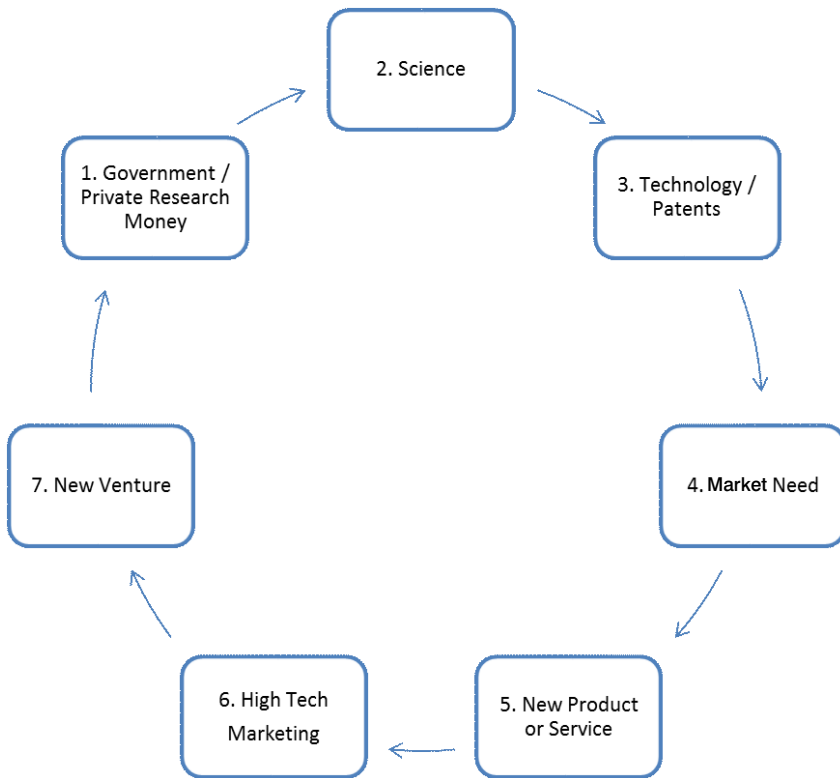 2. Science
1. Government /
Private Research
Money
3. Technology /
Patents
7. New Venture
4. Market Need
6. High Tech
Marketing
5. New Product
or Service